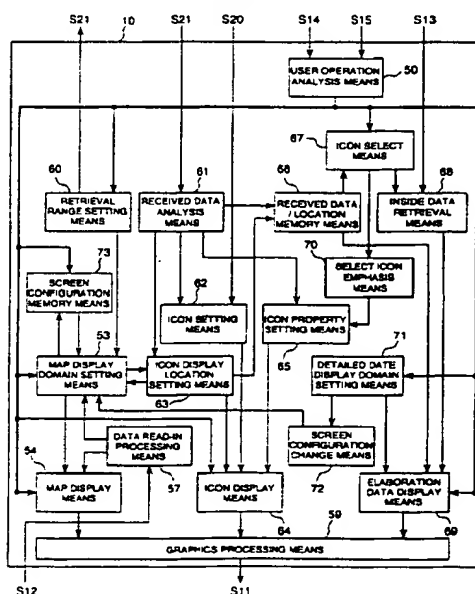 S21 10 S21 S20 S14 S15 S13
USER OPERATION
ANALYSIS MEANS
50
67
ICON SELECT
MEANS
60
RETRIEVAL
RANGE SETTING
MEANS
61
RECEIVED DATA
ANALYSIS
MEANS
66
RECEIVED DATA
/ LOCATION
MEMORY MEANS
68
INSIDE DATA
RETRIEVAL
MEANS
73
SCREEN
CONFIGURATION
MEMORY MEANS
62
ICON SETTING
MEANS
70
SELECT ICON
EMPHASIS
MEANS
ICON PROPERTY
SETTING MEANS
65
53
MAP DISPLAY
DOMAIN SETTING
MEANS
ICON DISPLAY
LOCATION
SETTING MEANS
63
71
DETAILED DATE
DISPLAY DOMAIN
SETTING MEANS
54
MAP DISPLAY
MEANS
DATA READ-IN
PROCESSING
MEANS
57
ICON DISPLAY
MEANS
64
SCREEN
CONFIGURATION
CHANGE MEANS
72
ELABORATION
DATA DISPLAY
MEANS
69
59
GRAPHICS PROCESSING MEANS
S12 S11